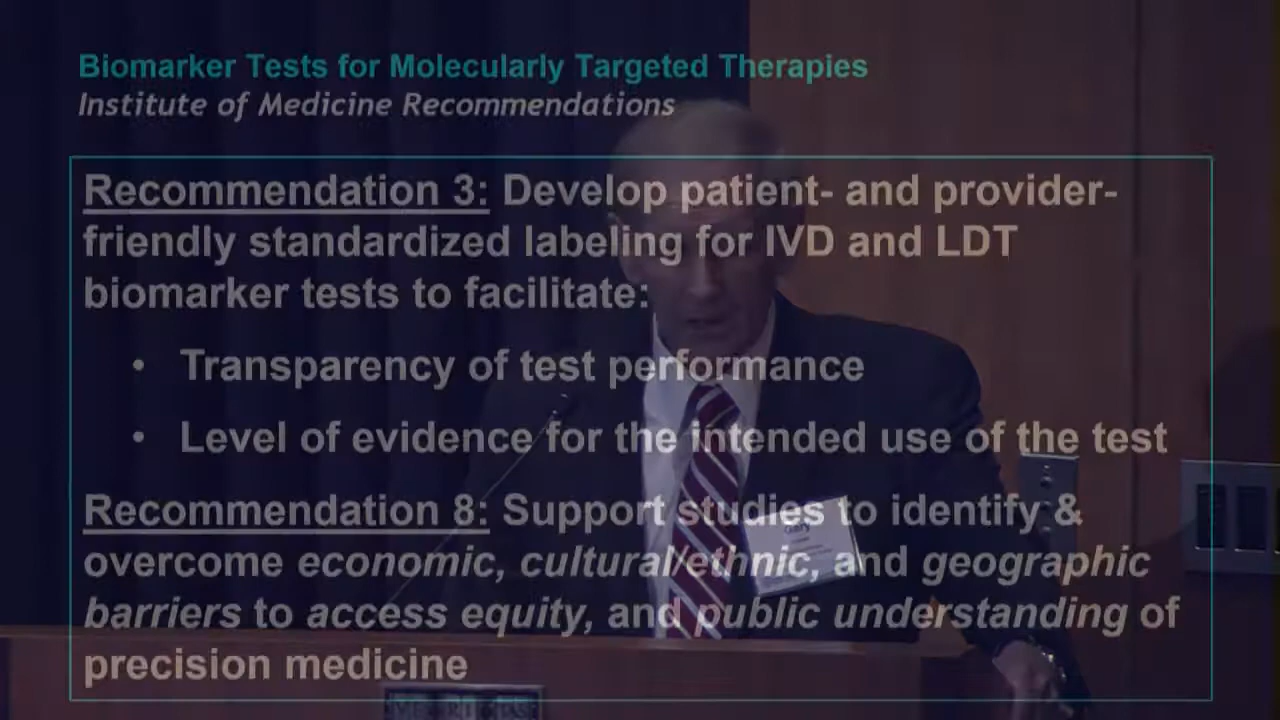 Biomarker Tests for Molecularly Targeted Therapies
Institute of Medicine Recommendations
Recommendation 3: Develop patient- and provider-
friendly standardized labeling for IVD and LDT
biomarker tests to facilitate:
• Transparency of test performance
• Level of evidence for the intended use of the test
Recommendation 8: Support studies to identify &
overcome economic, cultural/ethnic, and geographic
barriers to access equity, and public understanding of
precision medicine
Gary